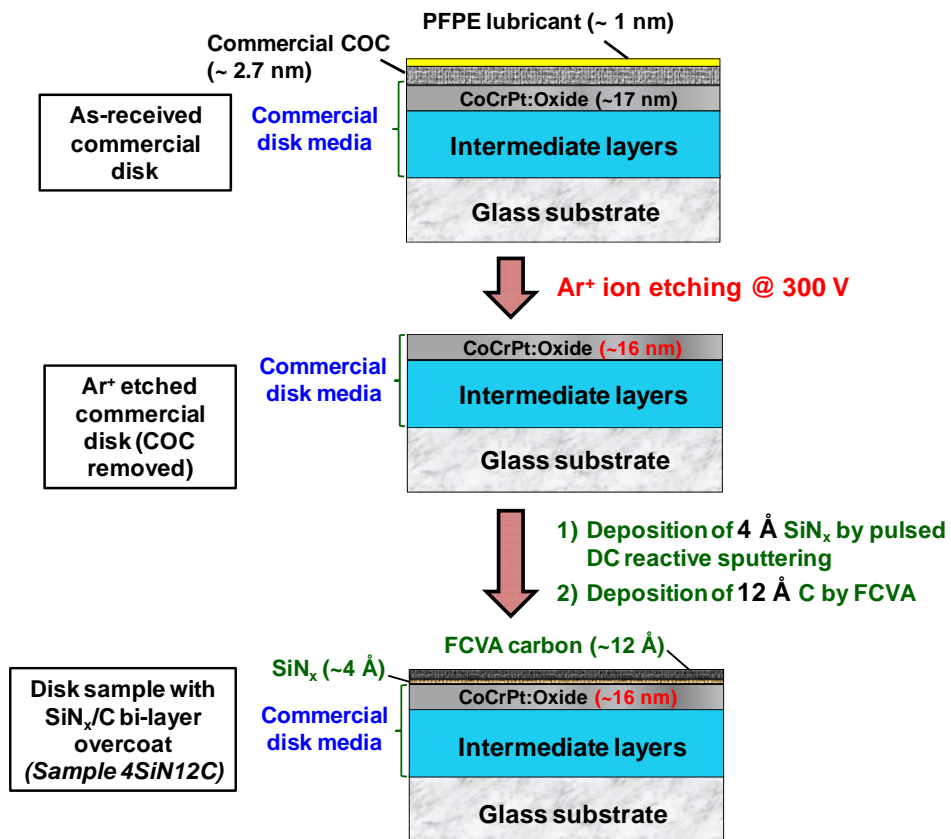 PFPE lubricant (~ 1 nm)
Commercial COC
(~ 2.7 nm)
As-received
commercial
disk
Commercial
disk media
CoCrPt:Oxide (~17 nm)
Intermediate layers
Glass substrate
Ar⁺ ion etching @ 300 V
Ar⁺ etched
commercial
disk (COC
removed)
Commercial
disk media
CoCrPt:Oxide (~16 nm)
Intermediate layers
Glass substrate
1) Deposition of 4 Å SiNₓ by pulsed
DC reactive sputtering
2) Deposition of 12 Å C by FCVA
FCVA carbon (~12 Å)
SiNₓ (~4 Å)
Disk sample with
SiNₓ/C bi-layer
overcoat
(Sample 4SiN12C)
Commercial
disk media
CoCrPt:Oxide (~16 nm)
Intermediate layers
Glass substrate